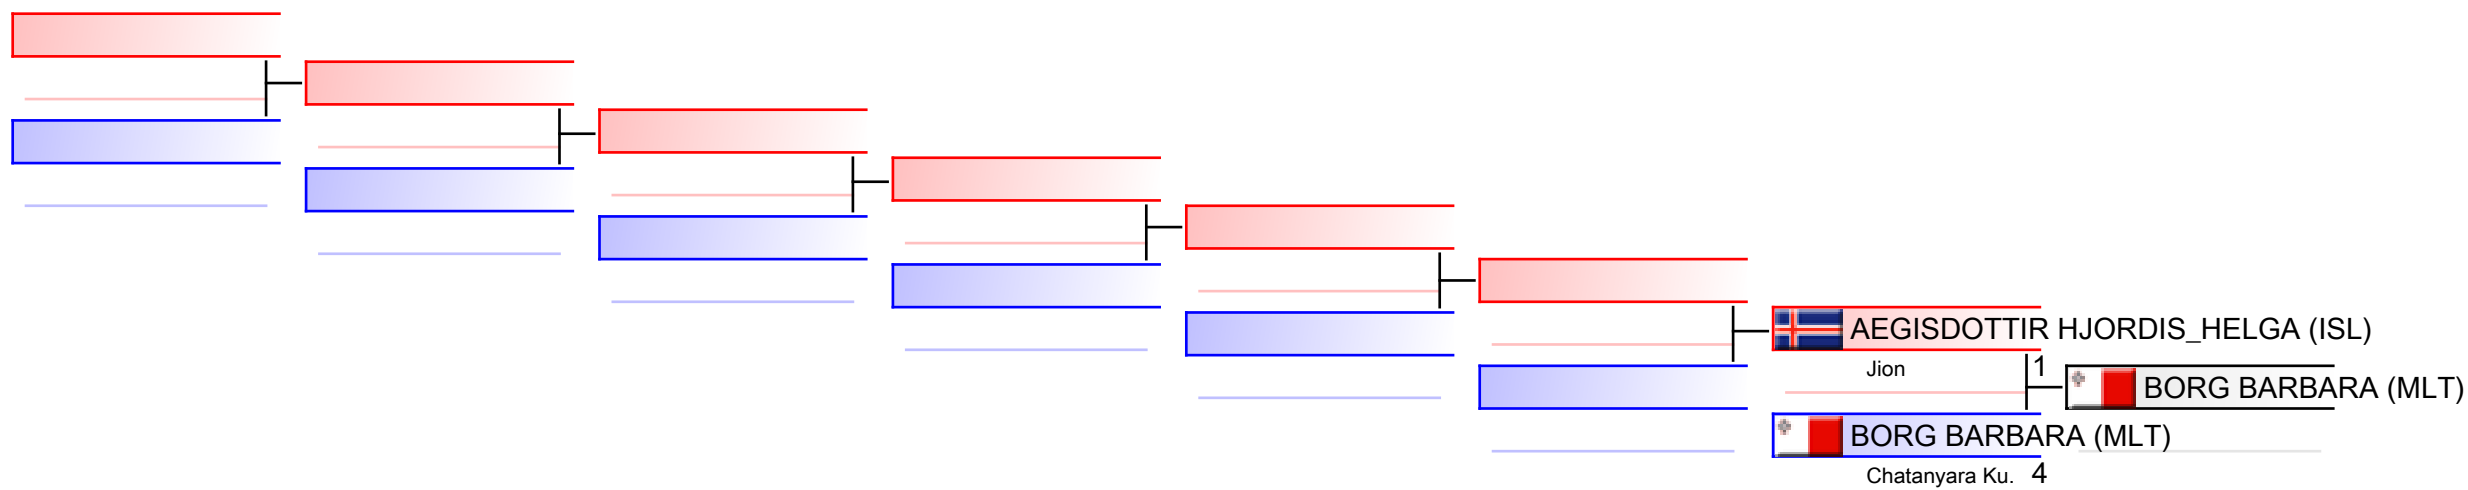 AEGISDOTTIR HJORDIS_HELGA (ISL)
Jion 1
BORG BARBARA (MLT)
BORG BARBARA (MLT)
Chatanyara Ku. 4